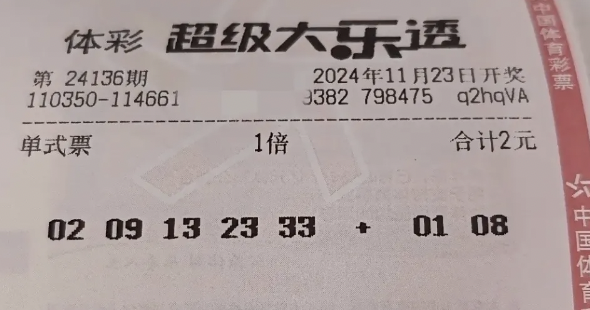 体彩 超级大乐透
第 24136期 2024年11月23日开奖
110350-114661 9382 798475 q2hqVA
单式票 1倍 合计2元
02 09 13 23 33 + 01 08
中国体育彩票
中国体育